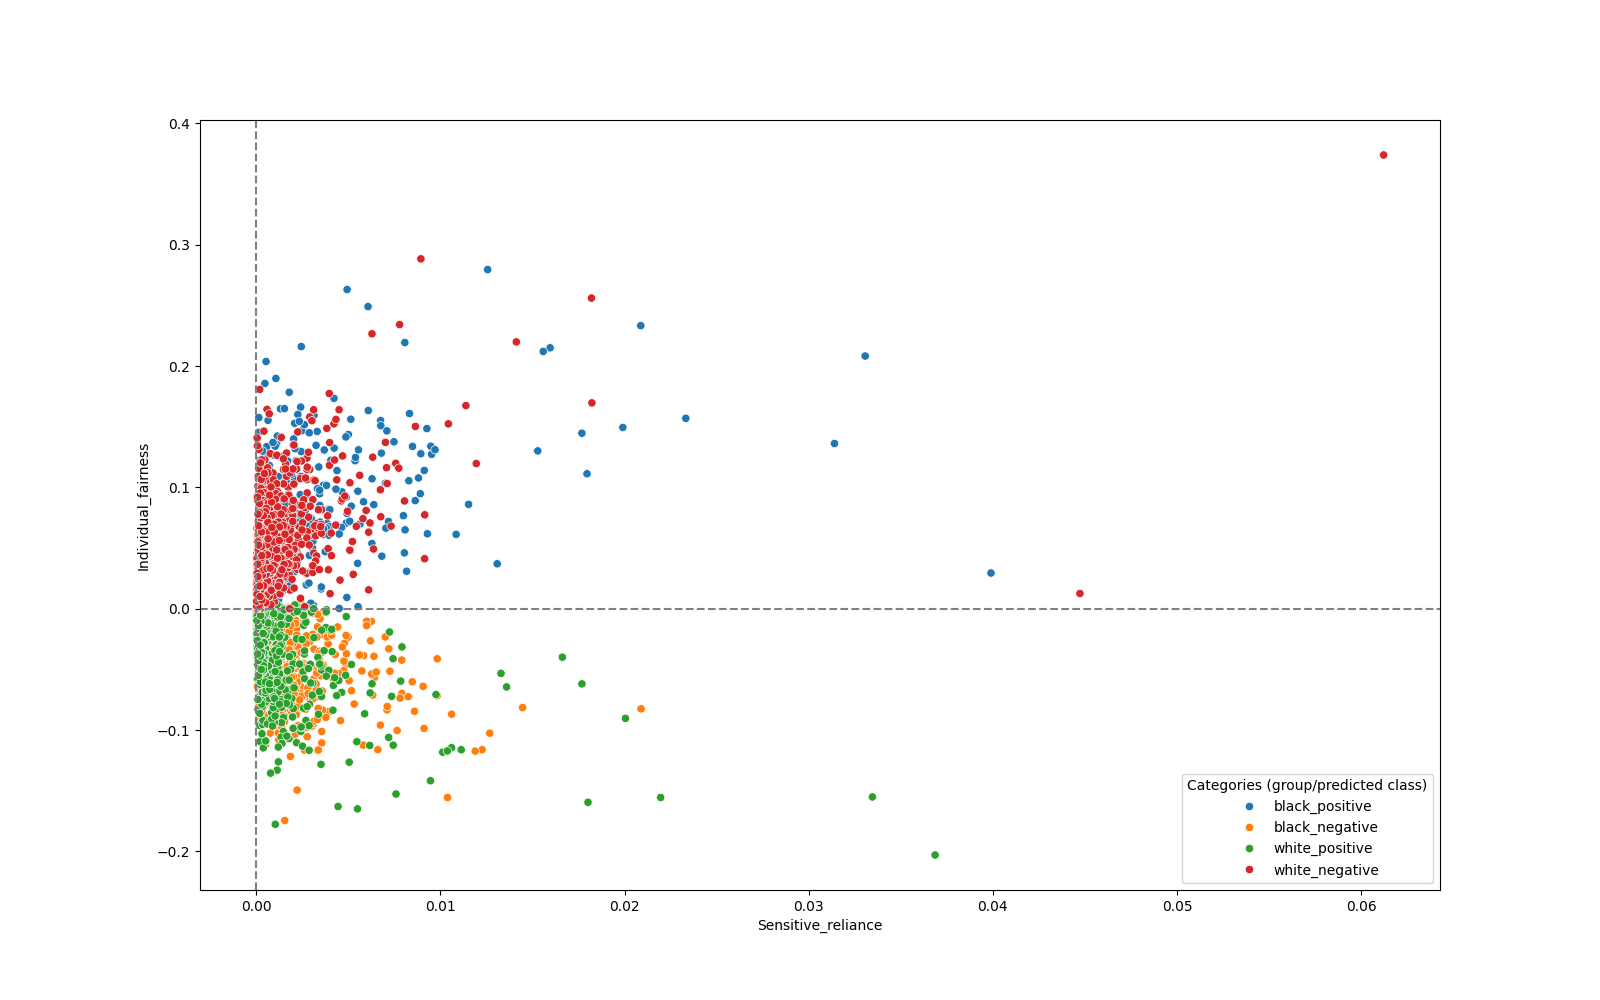 0.4
0.3
0.2
0.1
0.0
−0.1
−0.2
Individual_fairness
0.00 0.01 0.02 0.03 0.04 0.05 0.06
Sensitive_reliance
Categories (group/predicted class)
black_positive
black_negative
white_positive
white_negative